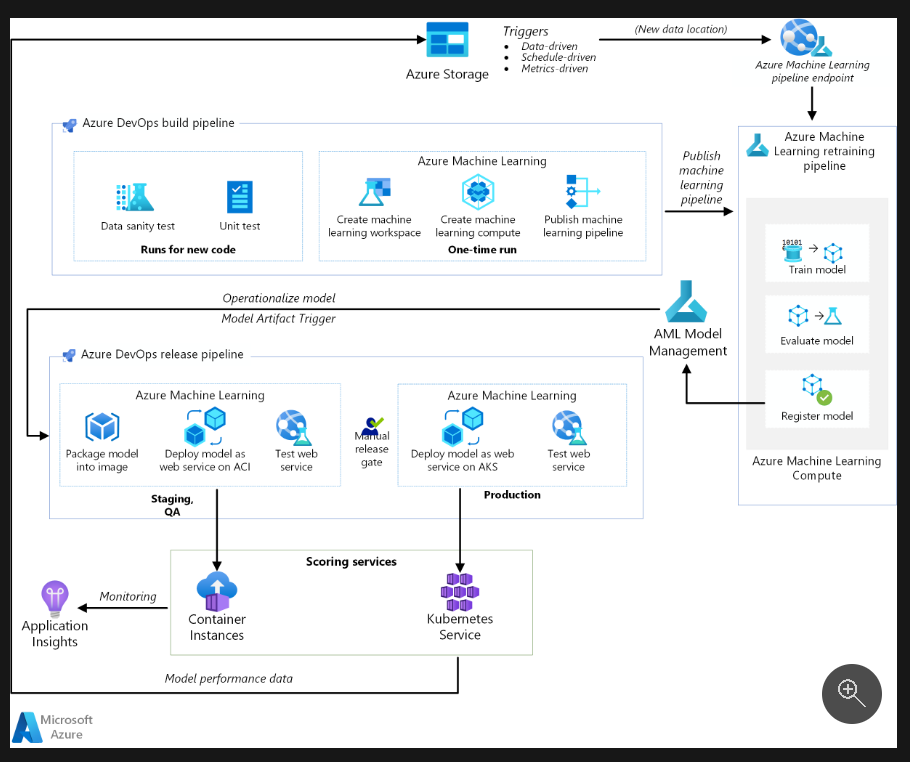 Azure Storage
Triggers
• Data-driven
• Schedule-driven
• Metrics-driven
(New data location)
Azure Machine Learning
pipeline endpoint
Azure DevOps build pipeline
Data sanity test
Unit test
Runs for new code
Azure Machine Learning
Create machine
learning workspace
Create machine
learning compute
Publish machine
learning pipeline
One-time run
Publish
machine
learning
pipeline
Azure Machine
Learning retraining
pipeline
10101
Train model
Evaluate model
Register model
Azure Machine Learning
Compute
Operationalize model
Model Artifact Trigger
AML Model
Management
Azure DevOps release pipeline
Azure Machine Learning
Package model
into image
Deploy model as
web service on ACI
Test web
service
Staging,
QA
Manual
release
gate
Azure Machine Learning
Deploy model as web
service on AKS
Test web
service
Production
Scoring services
Container
Instances
Kubernetes
Service
Monitoring
Application
Insights
Model performance data
Microsoft
Azure